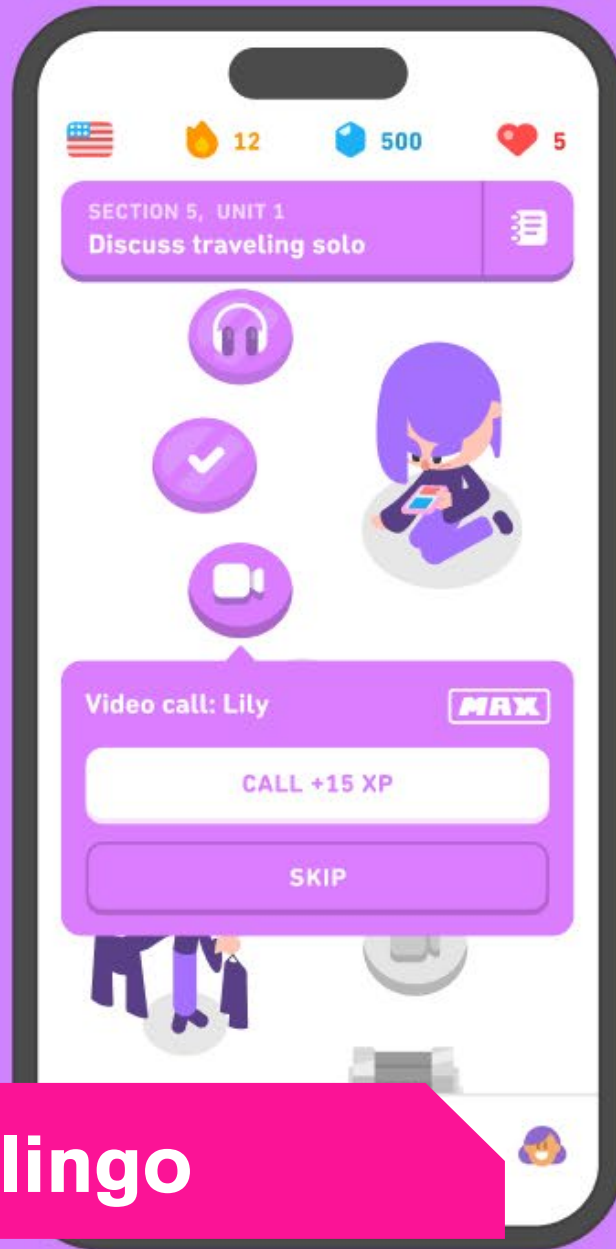 12
500
5
SECTION 5, UNIT 1
Discuss traveling solo
Video call: Lily
MAX
CALL +15 XP
SKIP
lingo